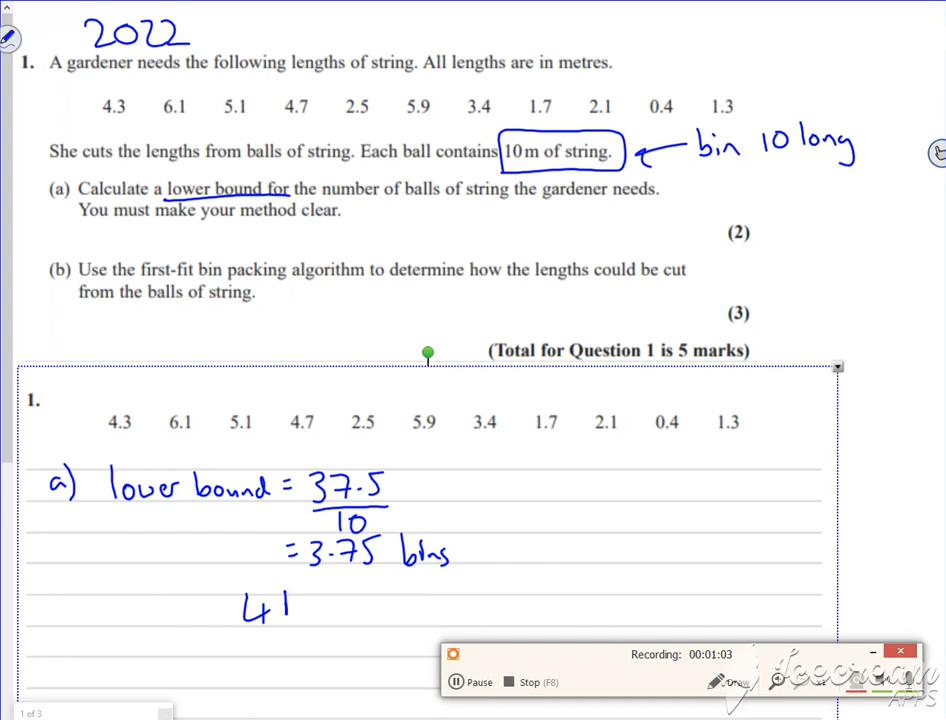 2022
1. A gardener needs the following lengths of string. All lengths are in metres.
4.3 6.1 5.1 4.7 2.5 5.9 3.4 1.7 2.1 0.4 1.3
She cuts the lengths from balls of string. Each ball contains 10 m of string. bin 10 long
(a) Calculate a lower bound for the number of balls of string the gardener needs.
You must make your method clear.
(2)
(b) Use the first-fit bin packing algorithm to determine how the lengths could be cut
from the balls of string.
(3)
(Total for Question 1 is 5 marks)
1.
4.3 6.1 5.1 4.7 2.5 5.9 3.4 1.7 2.1 0.4 1.3
a) lower bound = 37.5
10
= 3.75 bins
4
Recording: 00:01:03
Pause Stop (F8) Draw
icecream
APPS
1 of 3